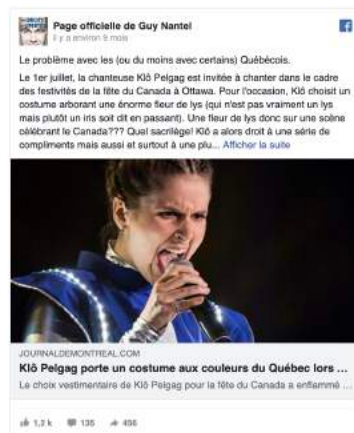 Page officielle de Guy Nantel
il y a environ 9 mois
Le problème avec les (ou du moins avec certains) Québécois.
Le 1er juillet, la chanteuse Klô Pelgag est invitée à chanter dans le cadre
des festivités de la fête du Canada à Ottawa. Pour l'occasion, Klô choisit un
costume arborant une énorme fleur de lys (qui n'est pas vraiment un lys
mais plutôt un iris soit dit en passant). Une fleur de lys donc sur une scène
célébrant le Canada??? Quel sacrilège! Klô a alors droit à une série de
compliments mais aussi et surtout à une plu... Afficher la suite
JOURNALDEMONTREAL.COM
Klô Pelgag porte un costume aux couleurs du Québec lors ...
Le choix vestimentaire de Klô Pelgag pour la fête du Canada a enflammé ...
1,2 k 135 456